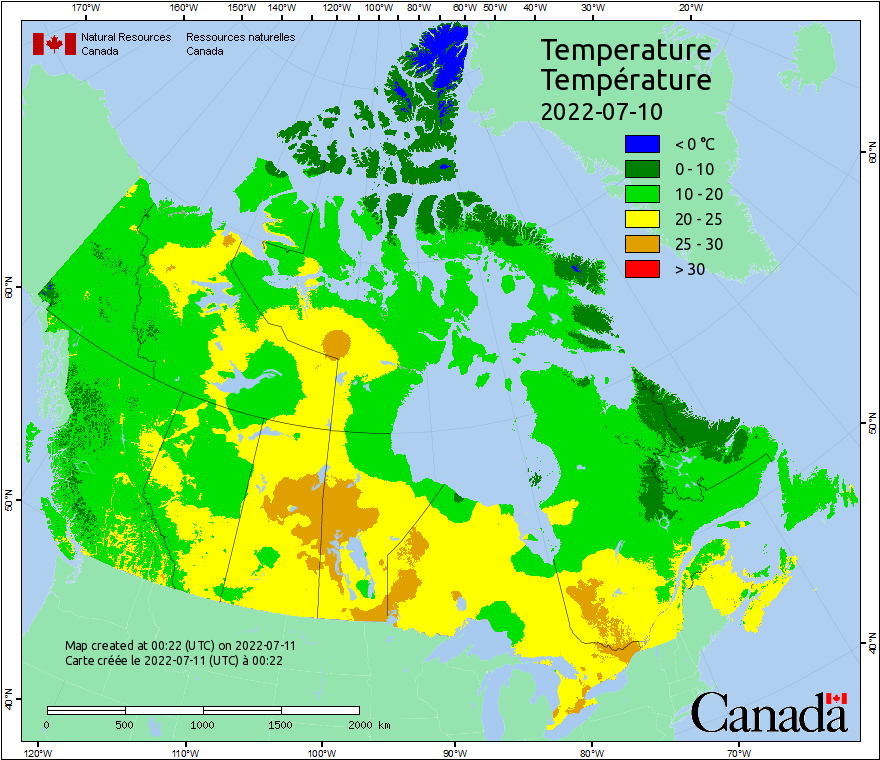 170°W 160°W 150°W 140°W 130°W 120°W 110°W 100°W 90°W 80°W 70°W 60°W 50°W 40°W 30°W 20°W
Natural Resources Ressources naturelles
Canada Canada
Temperature
Température
2022-07-10
< 0 °C
0 - 10
10 - 20
20 - 25
25 - 30
> 30
60°N
60°N
50°N
50°N
40°N
40°N
Map created at 00:22 (UTC) on 2022-07-11
Carte créée le 2022-07-11 (UTC) à 00:22
0 500 1000 1500 2000 km
Canada
120°W 110°W 100°W 90°W 80°W 70°W